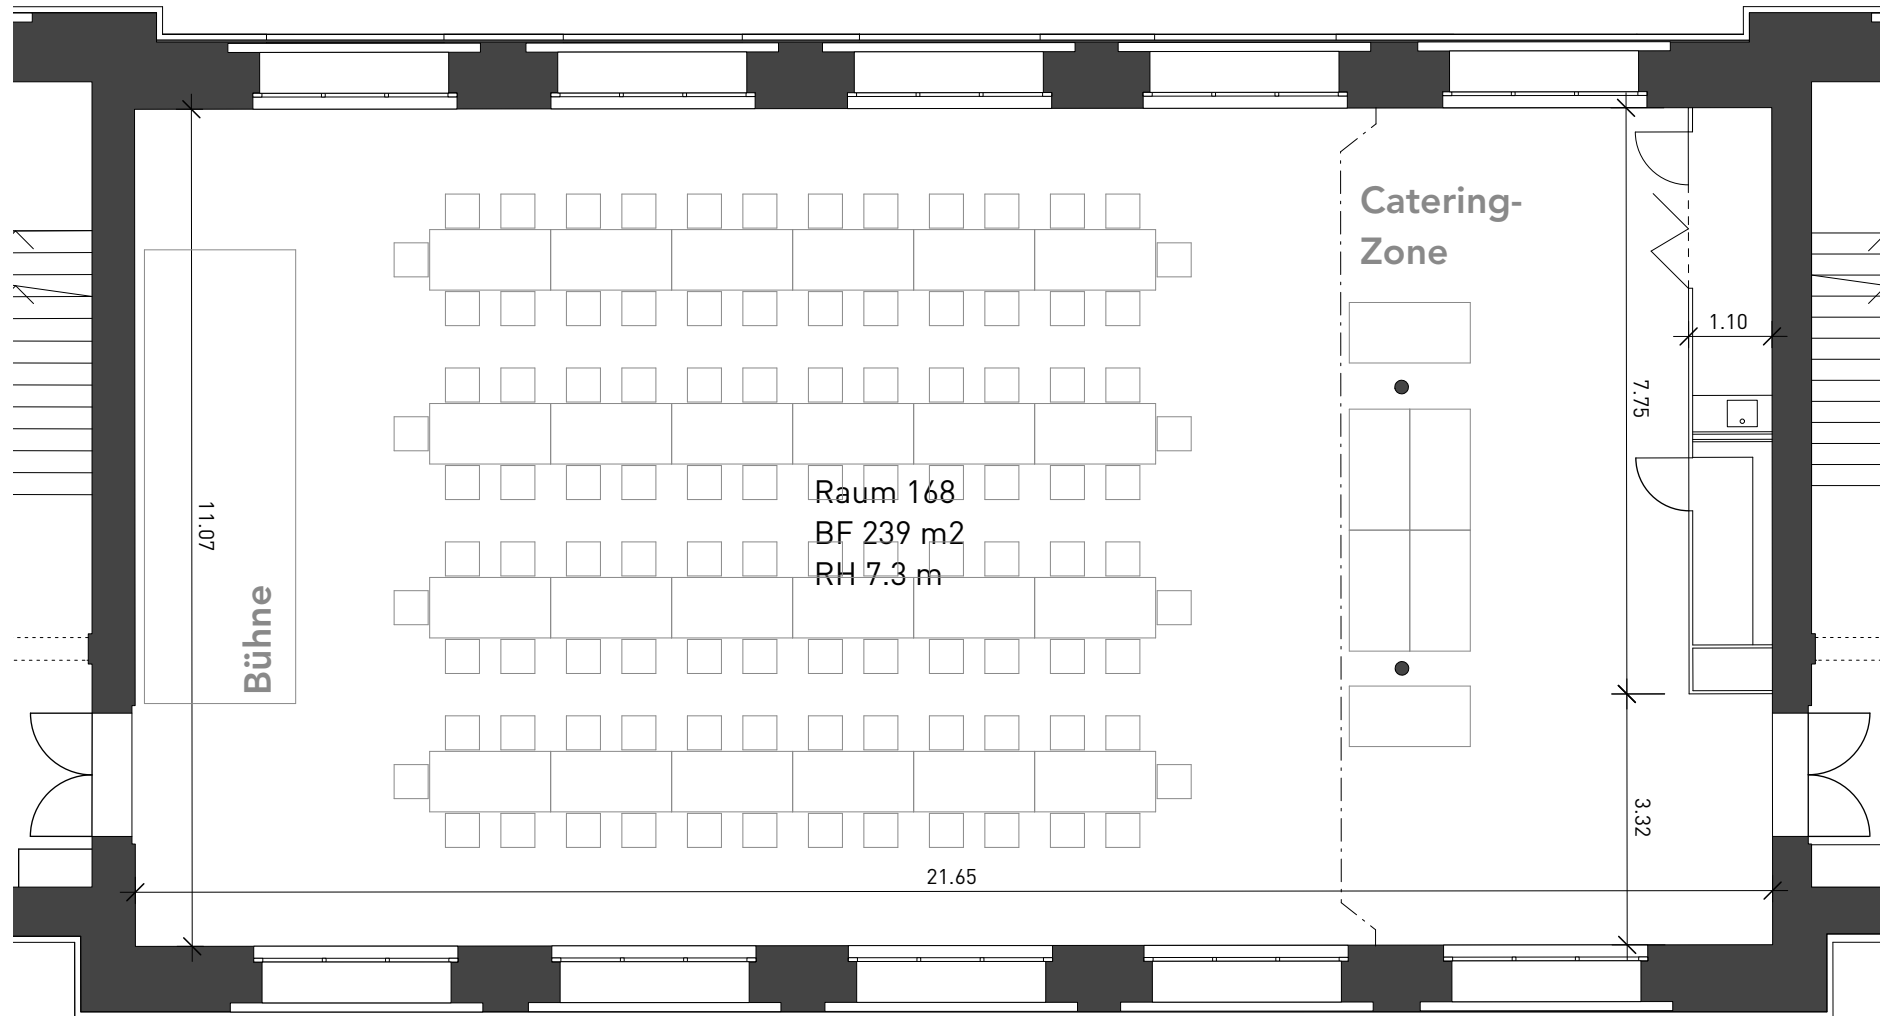 Catering-
Zone
1.10
7.75
11.07
Raum 168
BF 239 m2
RH 7.3 m
Bühne
3.32
21.65